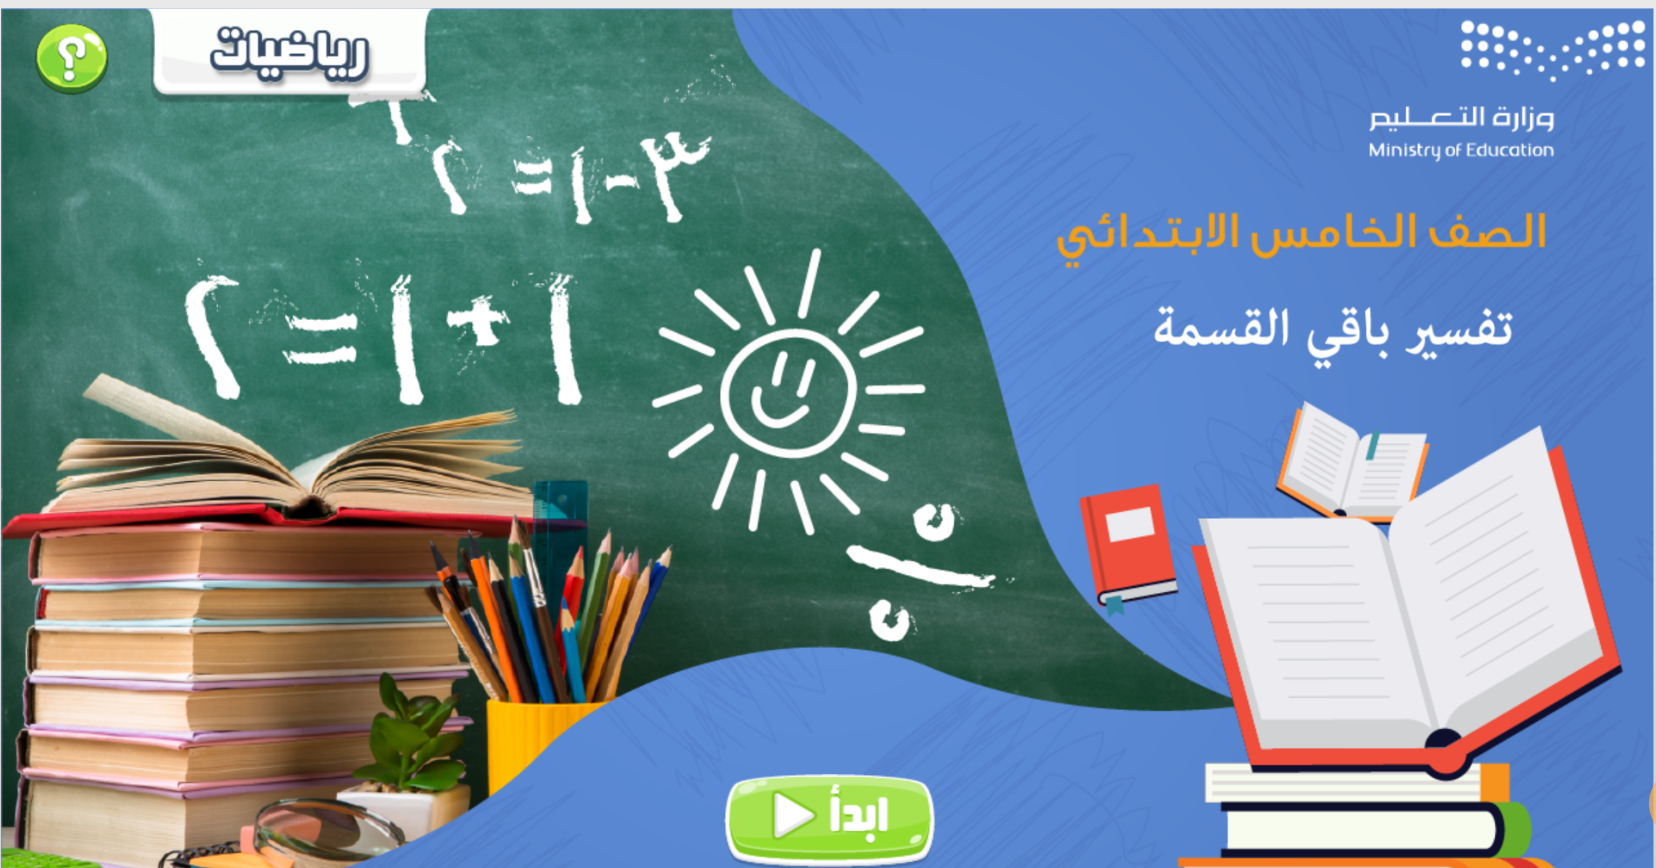 رياضيات
؟
وزارة التعليم
Ministry of Education
الصف الخامس الابتدائي
تفسير باقي القسمة
٣-١= ٢
١+١=٢
ابدأ